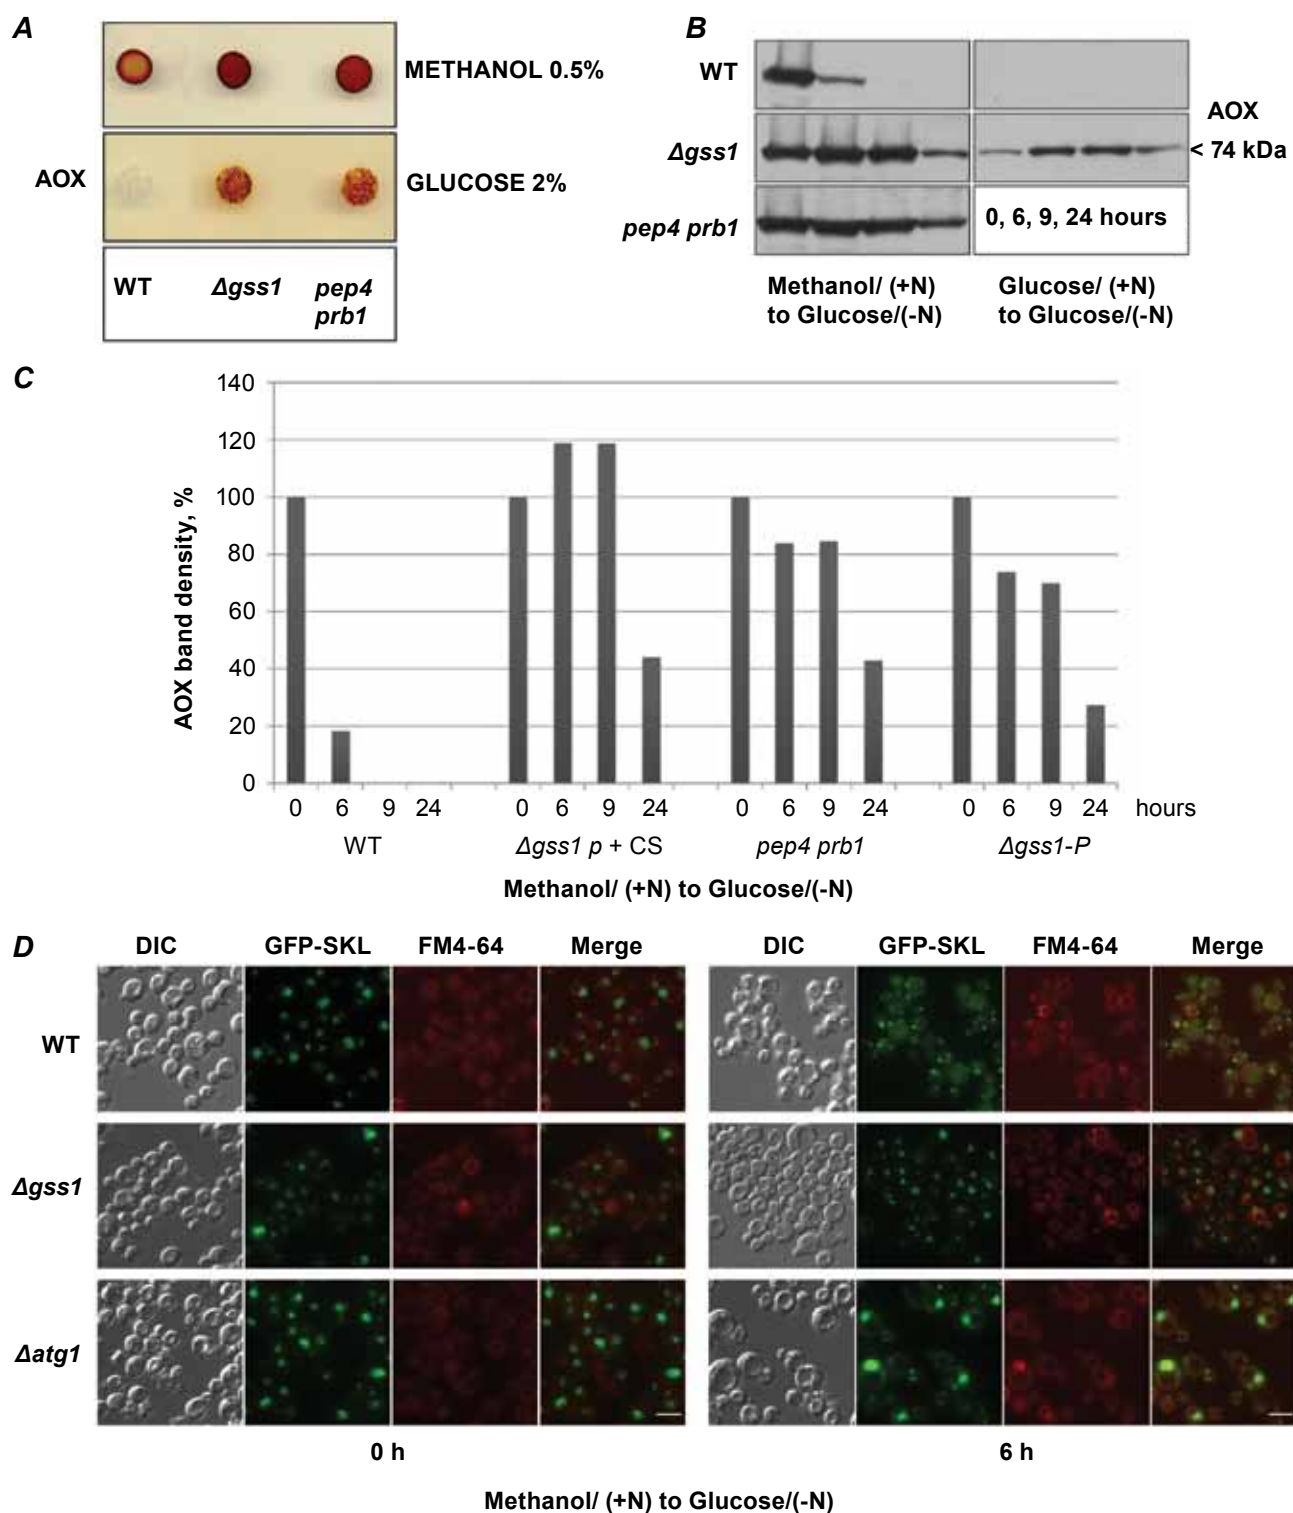 A
METHANOL 0.5%
AOX
GLUCOSE 2%
WT Δgss1 pep4
prb1
B
WT
AOX
Δgss1
< 74 kDa
pep4 prb1
0, 6, 9, 24 hours
Methanol/ (+N)
to Glucose/(-N)
Glucose/ (+N)
to Glucose/(-N)
C
AOX band density, %
140
120
100
80
60
40
20
0
0 6 9 24 0 6 9 24 0 6 9 24 0 6 9 24 hours
WT Δgss1 p + CS pep4 prb1 Δgss1-P
Methanol/ (+N) to Glucose/(-N)
D
DIC GFP-SKL FM4-64 Merge DIC GFP-SKL FM4-64 Merge
WT
Δgss1
Δatg1
0 h 6 h
Methanol/ (+N) to Glucose/(-N)